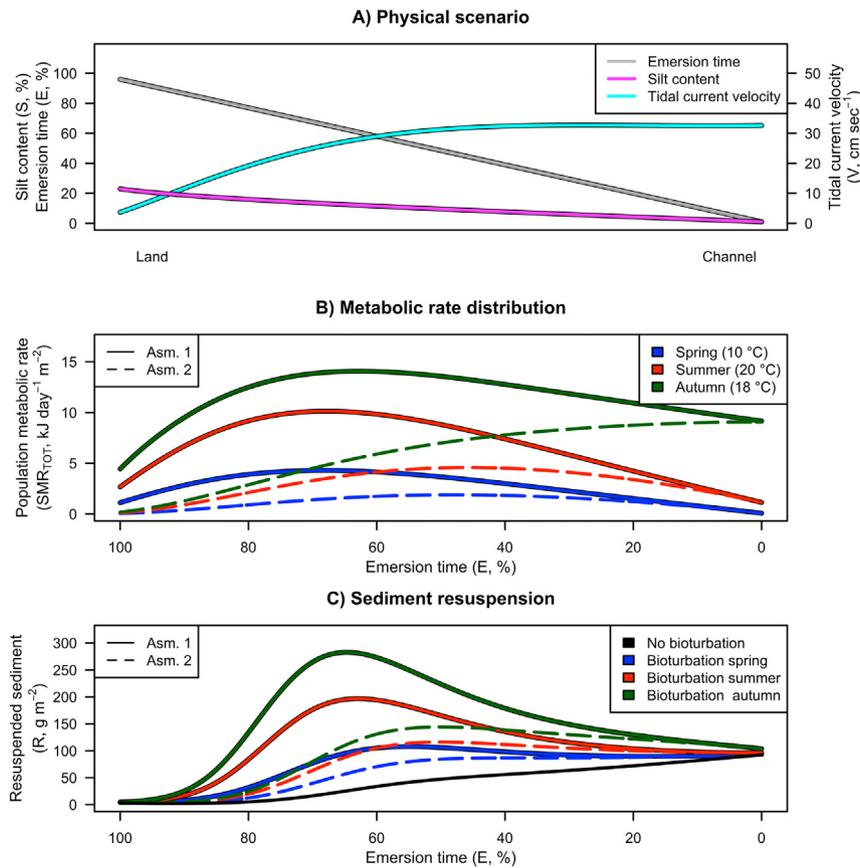 A) Physical scenario
Silt content (S, %)
Emersion time (E, %)
100
80
60
40
20
0
Emersion time
Silt content
Tidal current velocity
50
40
30
20
10
0
Tidal current velocity
(V, cm sec⁻¹)
Land
Channel
B) Metabolic rate distribution
Population metabolic rate
(SMR_TOT, kJ day⁻¹ m⁻²)
15
10
5
0
Asm. 1
Asm. 2
Spring (10 °C)
Summer (20 °C)
Autumn (18 °C)
100 80 60 40 20 0
Emersion time (E, %)
C) Sediment resuspension
Resuspended sediment
(R, g m⁻²)
300
250
200
150
100
50
0
Asm. 1
Asm. 2
No bioturbation
Bioturbation spring
Bioturbation summer
Bioturbation autumn
100 80 60 40 20 0
Emersion time (E, %)